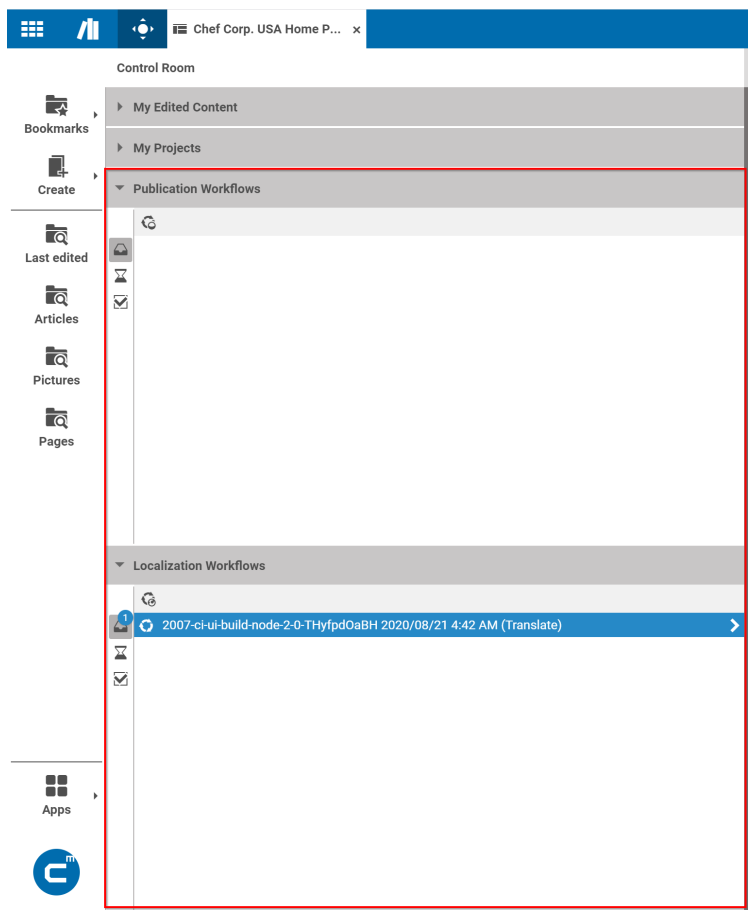 Chef Corp. USA Home P... x
Control Room
Bookmarks
Create
Last edited
Articles
Pictures
Pages
Apps
m
My Edited Content
My Projects
Publication Workflows
Localization Workflows
1
2007-ci-ui-build-node-2-0-THyfpdOaBH 2020/08/21 4:42 AM (Translate)